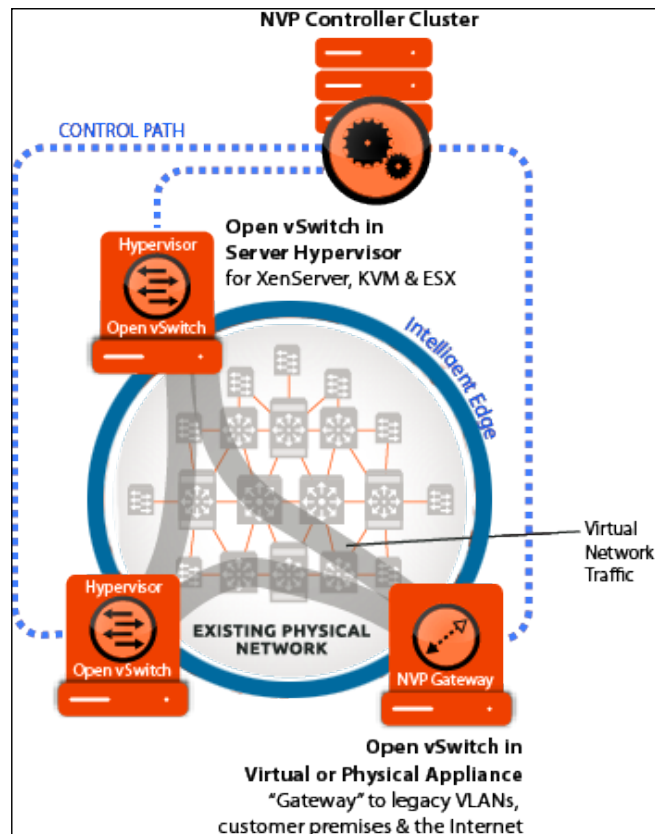 NVP Controller Cluster
CONTROL PATH
Open vSwitch in
Server Hypervisor
for XenServer, KVM & ESX
Hypervisor
Open vSwitch
Intelligent Edge
Virtual
Network
Traffic
Hypervisor
Open vSwitch
EXISTING PHYSICAL
NETWORK
NVP Gateway
Open vSwitch in
Virtual or Physical Appliance
"Gateway" to legacy VLANs,
customer premises & the Internet